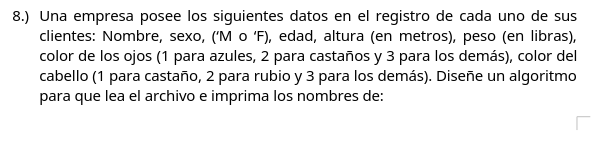 8.) Una empresa posee los siguientes datos en el registro de cada uno de sus
clientes: Nombre, sexo, (‘M o ‘F), edad, altura (en metros), peso (en libras),
color de los ojos (1 para azules, 2 para castaños y 3 para los demás), color del
cabello (1 para castaño, 2 para rubio y 3 para los demás). Diseñe un algoritmo
para que lea el archivo e imprima los nombres de: